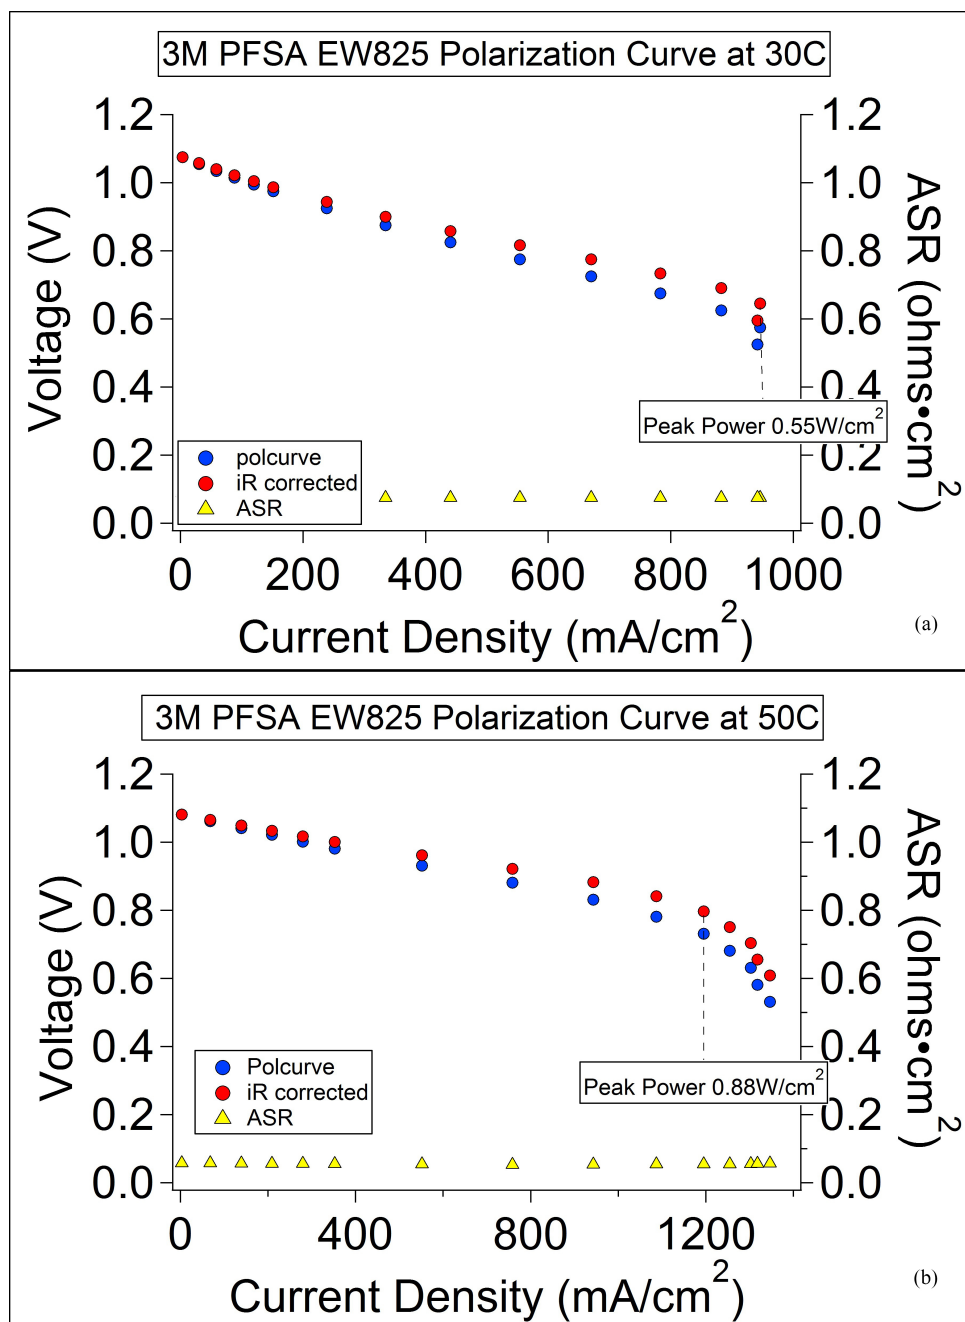 3M PFSA EW825 Polarization Curve at 30C
1.2
1.0
0.8
0.6
0.4
0.2
0.0
Voltage (V)
1.2
1.0
0.8
0.6
0.4
0.2
0.0
ASR (ohms•cm²)
Peak Power 0.55W/cm²
polcurve
iR corrected
ASR
0 200 400 600 800 1000
Current Density (mA/cm²)
(a)
3M PFSA EW825 Polarization Curve at 50C
1.2
1.0
0.8
0.6
0.4
0.2
0.0
Voltage (V)
1.2
1.0
0.8
0.6
0.4
0.2
0.0
ASR (ohms•cm²)
Peak Power 0.88W/cm²
Polcurve
iR corrected
ASR
0 400 800 1200
Current Density (mA/cm²)
(b)